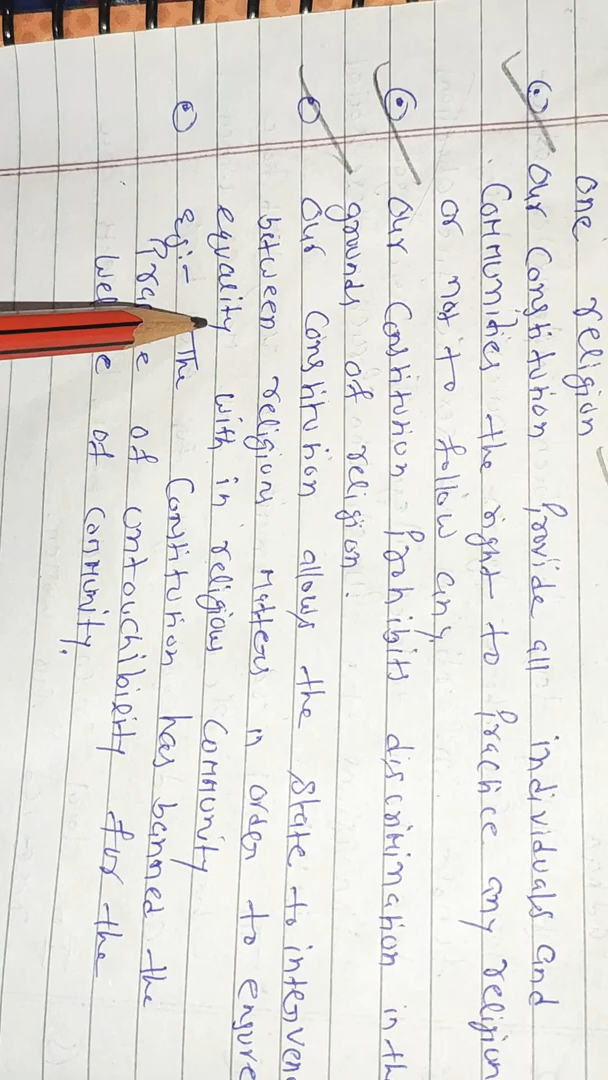 one religion
our Constitution Provide all individuals and
Communities the right to Practice any religion
or not to follow any
our Constitution Prohibits discrimination in th
grounds of religion.
our Constitution allows the State to interven
between religious matters in order to ensure
equality with in religious Community
eg:- The Constitution has banned the
of untouchibility for the
of Community.